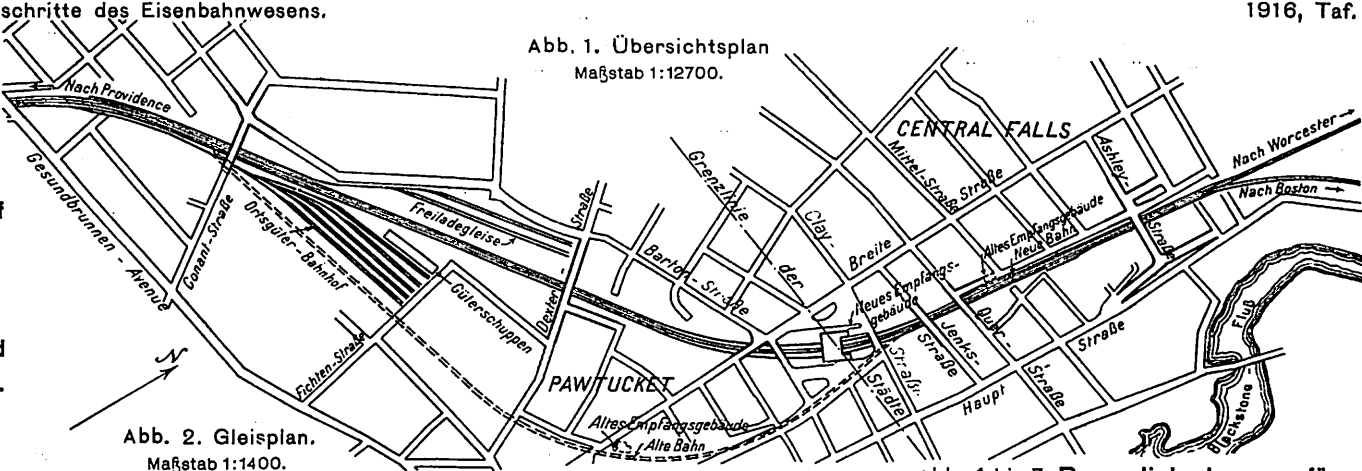 schritte des Eisenbahnwesens.
1916, Taf.
Abb. 1. Übersichtsplan
Maßstab 1:12700.
Nach Providence
CENTRAL FALLS
Nach Worcester
Nach Boston
Ashley-
Straße
Mittel-Straße
Breite
Straße
Grenzlinie
der
Städte
Clay-
Straße
Gesundbrunnen-Avenue
Conant-Straße
Ortsgüter-Bahnhof
Freiladegleise
Straße
Dexter-
Barton-Straße
Altes Empfangsgebäude
Neue Bahn
Neues Empfangs-
gebäude
Güterschuppen
Jenks-
Straße
Straße
Haupt
Straße
Fichten-Straße
PAWTUCKET
Altes Empfangsgebäude
Alte Bahn
Fluß
Blackstone-
N
Abb. 2. Gleisplan.
Maßstab 1:1400.